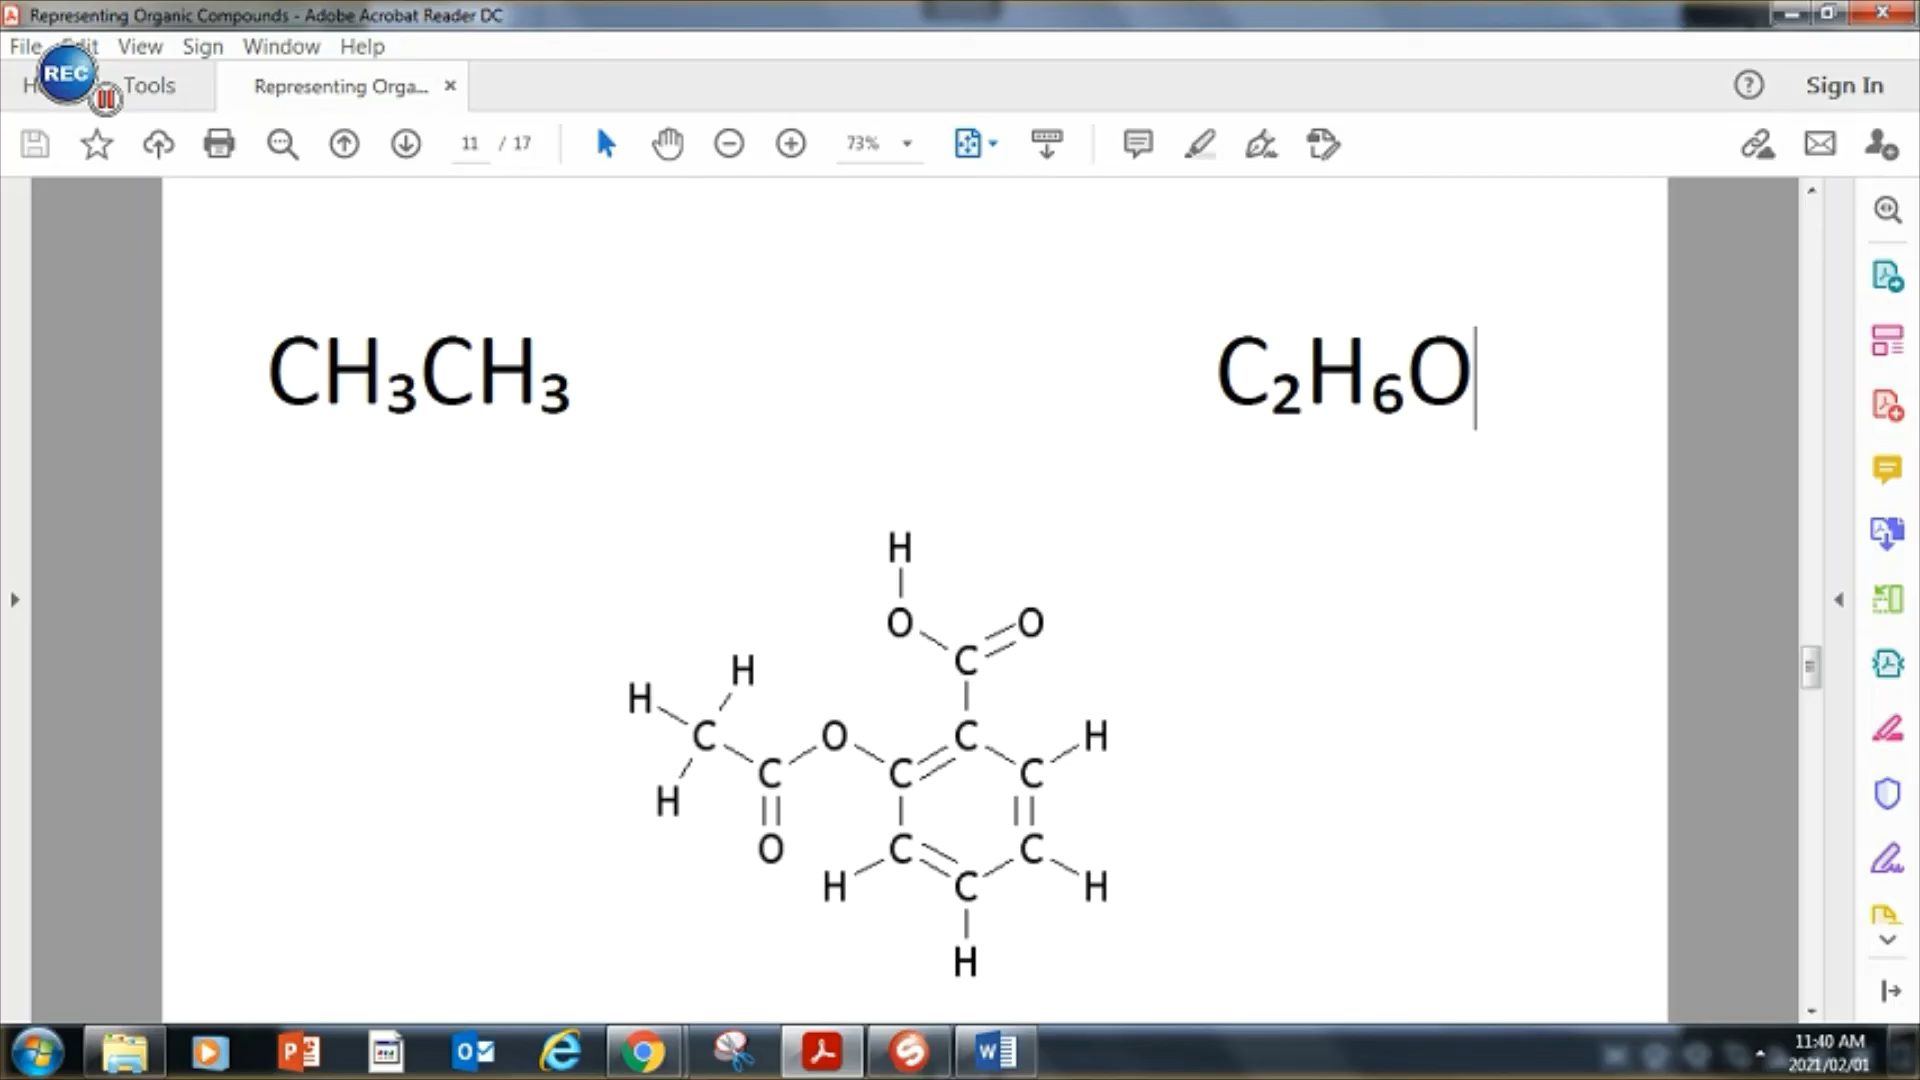 Representing Organic Compounds - Adobe Acrobat Reader DC
File Edit View Sign Window Help
REC
Tools
Representing Orga...
Sign In
11 / 17
73%
CH₃CH₃
C₂H₆O
H
O O
C
H
H
C O C H
C C C
H
O C C
H C H
H
11:40 AM
2021/02/01